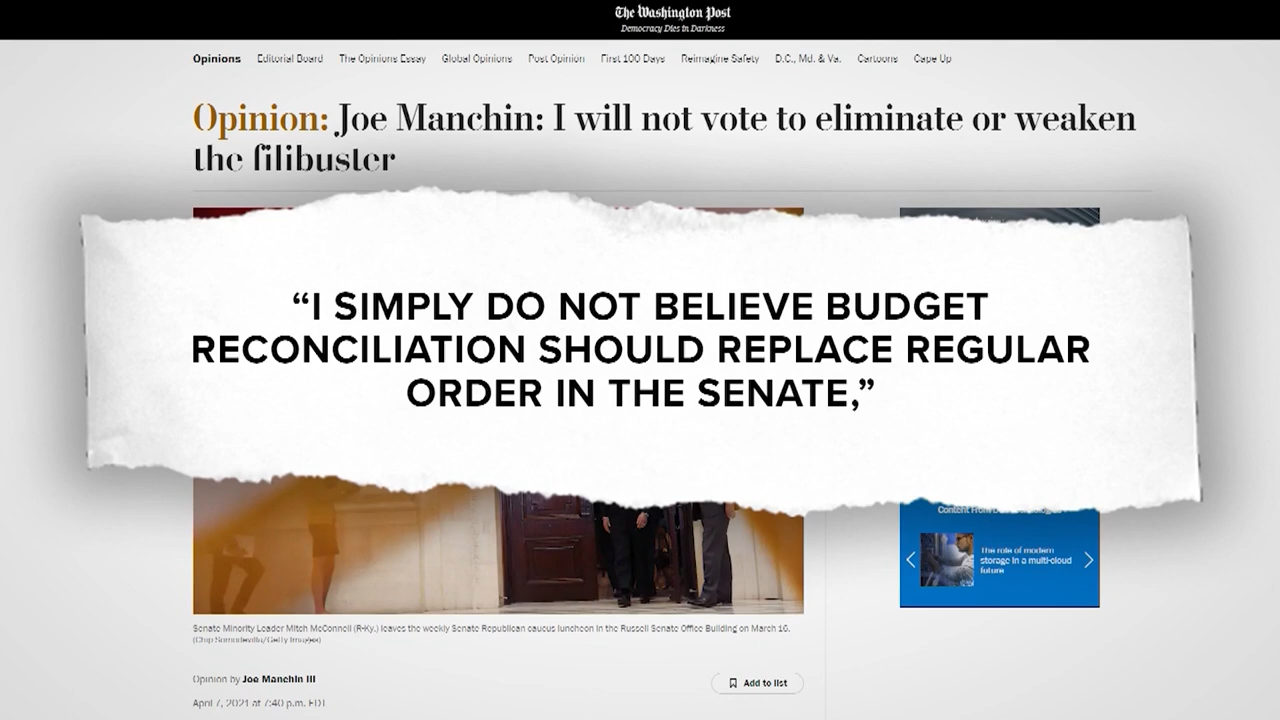 The Washington Post
Democracy Dies in Darkness
Opinions Editorial Board The Opinions Essay Global Opinions Post Opinion First 100 Days Reimagine Safety D.C., Md. & Va. Cartoons Cape Up
Opinion: Joe Manchin: I will not vote to eliminate or weaken
the filibuster
“I SIMPLY DO NOT BELIEVE BUDGET
RECONCILIATION SHOULD REPLACE REGULAR
ORDER IN THE SENATE,”
Content From
The role of modern
storage in a multi-cloud
future
Senate Minority Leader Mitch McConnell (R-Ky.) leaves the weekly Senate Republican caucus luncheon in the Russell Senate Office Building on March 16.
(Chip Somodevilla/Getty Images)
Opinion by Joe Manchin III
Add to list
April 7, 2021 at 7:40 p.m. EDT